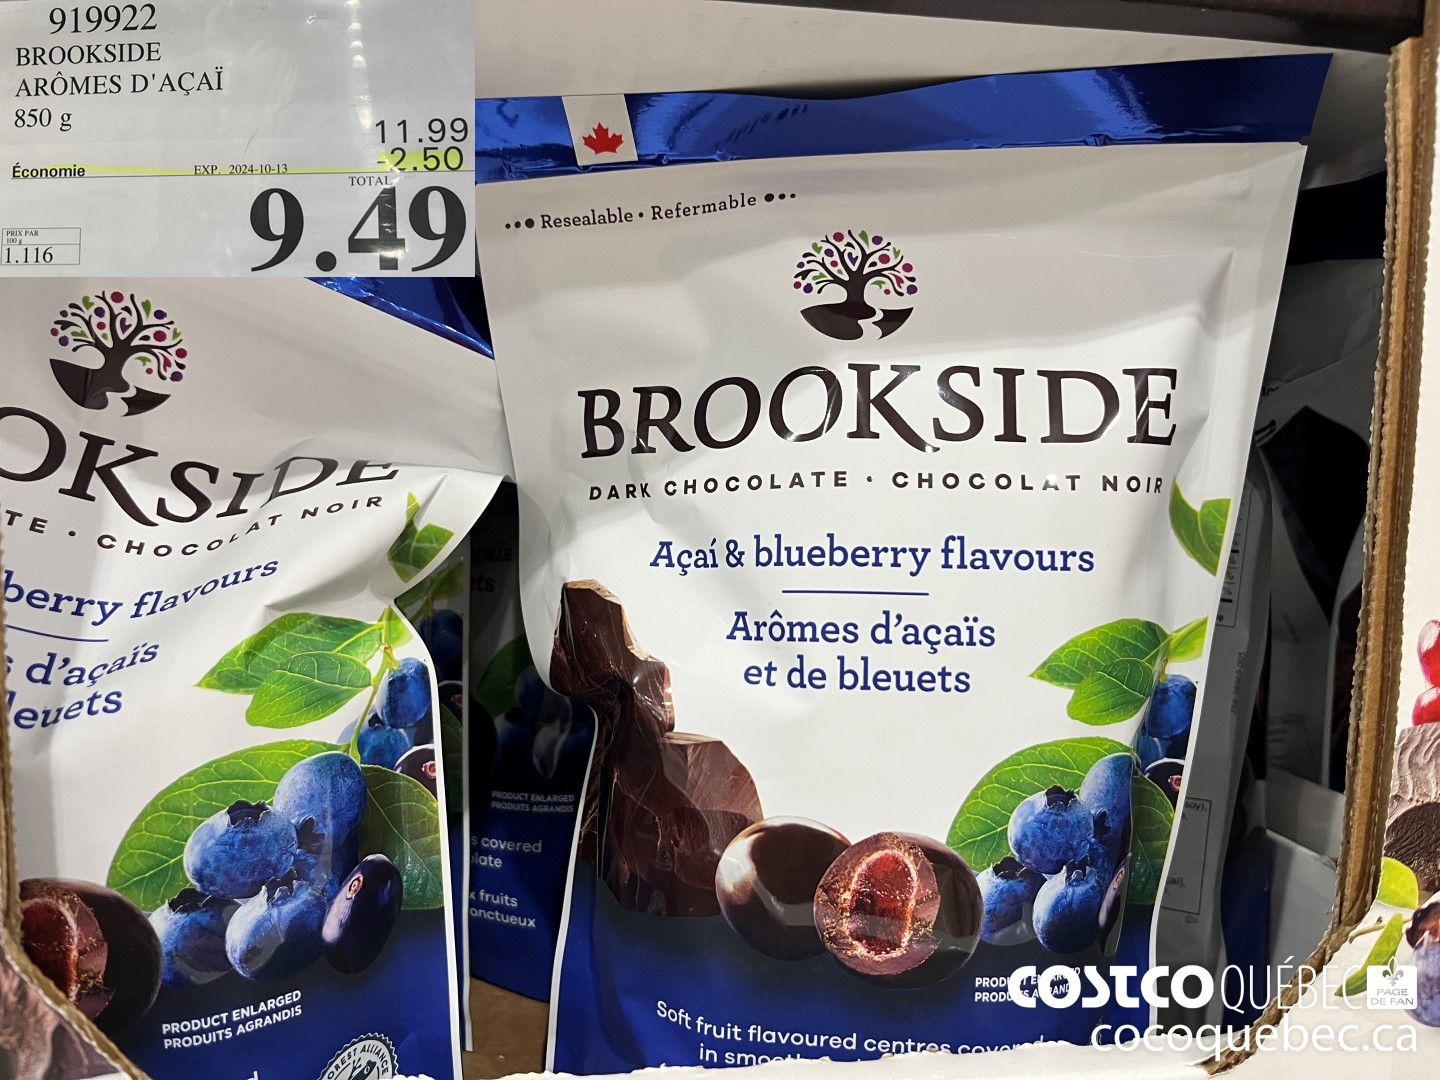 919922
BROOKSIDE
ARÔMES D'AÇAÏ
850 g
11.99
Économie EXP. 2024-10-13 -2.50
TOTAL
9.49
PRIX PAR
100 g
1.116
••• Resealable • Refermable •••
BROOKSIDE
DARK CHOCOLATE • CHOCOLAT NOIR
Açaí & blueberry flavours
Arômes d'açaïs
et de bleuets
Soft fruit flavoured centres
in
OKSIDE
TE • CHOCOLAT NOIR
berry flavours
s d'açaïs
leuets
PRODUCT ENLARGED
PRODUITS AGRANDIS
PRODUCT ENLARGED
PRODUITS AGRANDIS
s covered
late
x fruits
onctueux
COSTCO QUÉBEC
PAGE
DE FAN
cocoquebec.ca